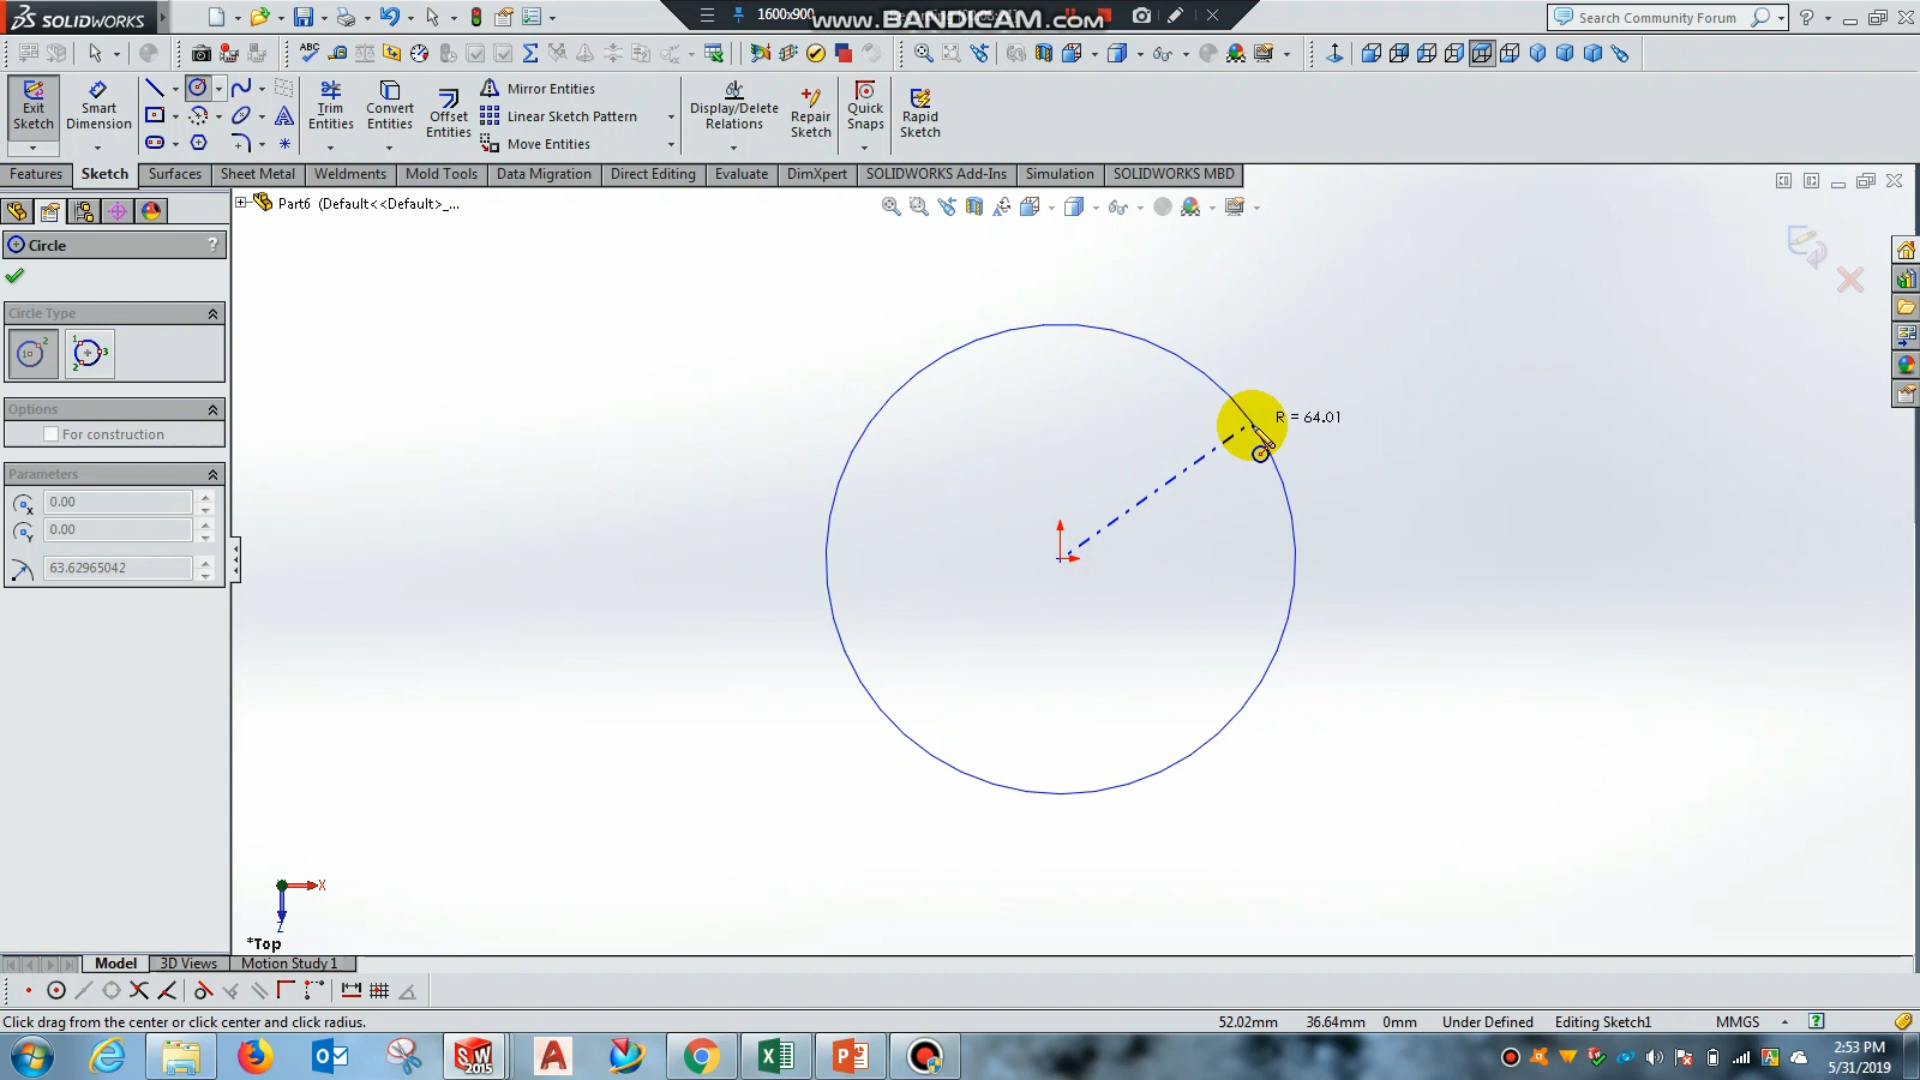 SOLIDWORKS
1600x900
www.BANDICAM.com
Search Community Forum
Exit Sketch
Smart Dimension
Trim Entities
Convert Entities
Offset Entities
Mirror Entities
Linear Sketch Pattern
Move Entities
Display/Delete Relations
Repair Sketch
Quick Snaps
Rapid Sketch
Features
Sketch
Surfaces
Sheet Metal
Weldments
Mold Tools
Data Migration
Direct Editing
Evaluate
DimXpert
SOLIDWORKS Add-Ins
Simulation
SOLIDWORKS MBD
Part6 (Default<<Default>_...
Circle
?
Circle Type
Options
For construction
Parameters
0.00
0.00
63.62965042
R = 64.01
X
Z
*Top
Model
3D Views
Motion Study 1
Click drag from the center or click center and click radius.
52.02mm
36.64mm
0mm
Under Defined
Editing Sketch1
MMGS
2:53 PM
5/31/2019